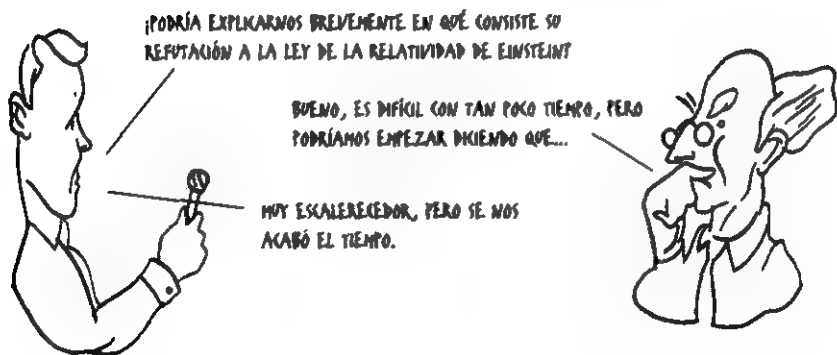 ¡PODRÍA EXPLICARNOS BREVEMENTE EN QUÉ CONSISTE SU
REFUTACIÓN A LA LEY DE LA RELATIVIDAD DE EINSTEIN?
BUENO, ES DIFÍCIL CON TAN POCO TIEMPO, PERO
PODRÍAMOS EMPEZAR DICIENDO QUE...
MUY ESCALERECEDOR, PERO SE NOS
ACABÓ EL TIEMPO.